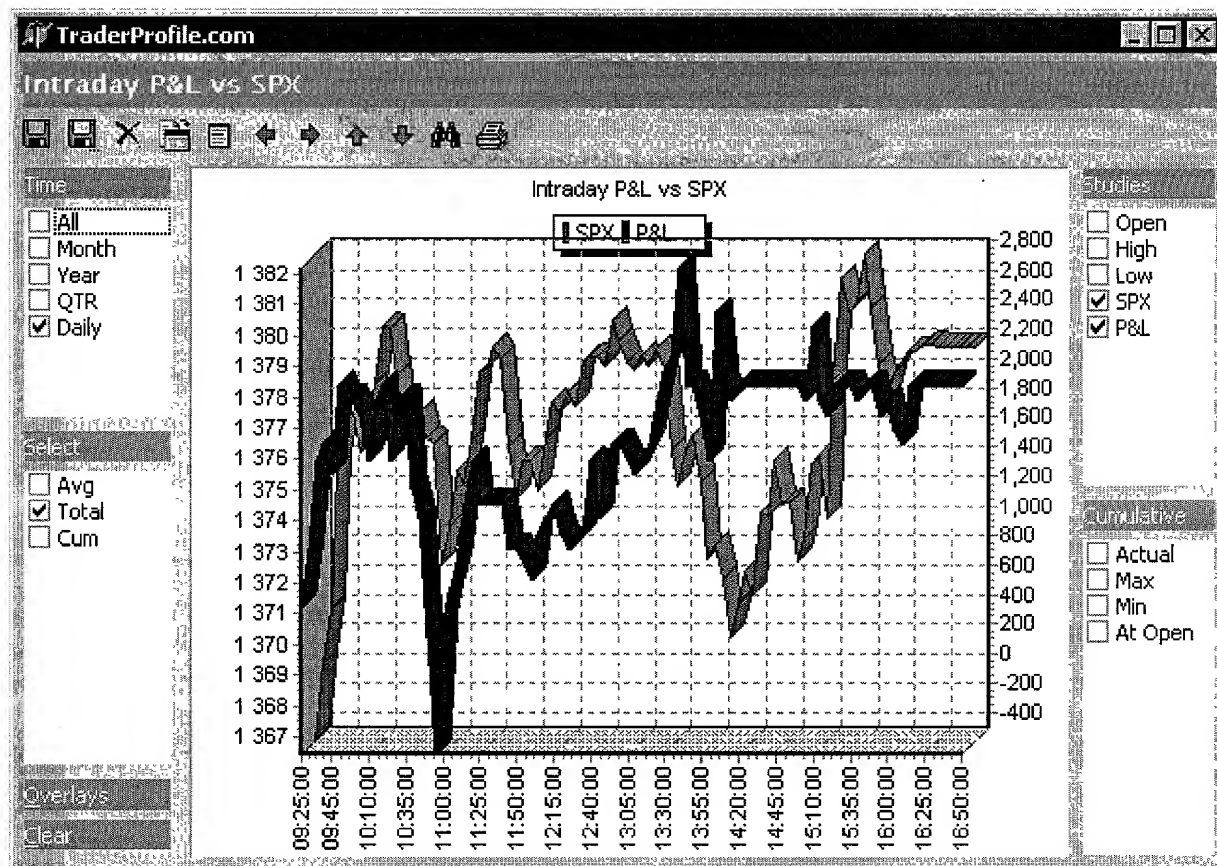 TraderProfile.com
Intraday P&L vs SPX
Time
All
Month
Year
QTR
Daily
Select
Avg
Total
Cum
Overlays
Clear
Intraday P&L vs SPX
SPX P&L
1 382
1 381
1 380
1 379
1 378
1 377
1 376
1 375
1 374
1 373
1 372
1 371
1 370
1 369
1 368
1 367
2,800
2,600
2,400
2,200
2,000
1,800
1,600
1,400
1,200
1,000
800
600
400
200
0
-200
-400
09:25:00
09:45:00
10:10:00
10:35:00
11:00:00
11:25:00
11:50:00
12:15:00
12:40:00
13:05:00
13:30:00
13:55:00
14:20:00
14:45:00
15:10:00
15:35:00
16:00:00
16:25:00
16:50:00
Studies
Open
High
Low
SPX
P&L
Cumulative
Actual
Max
Min
At Open